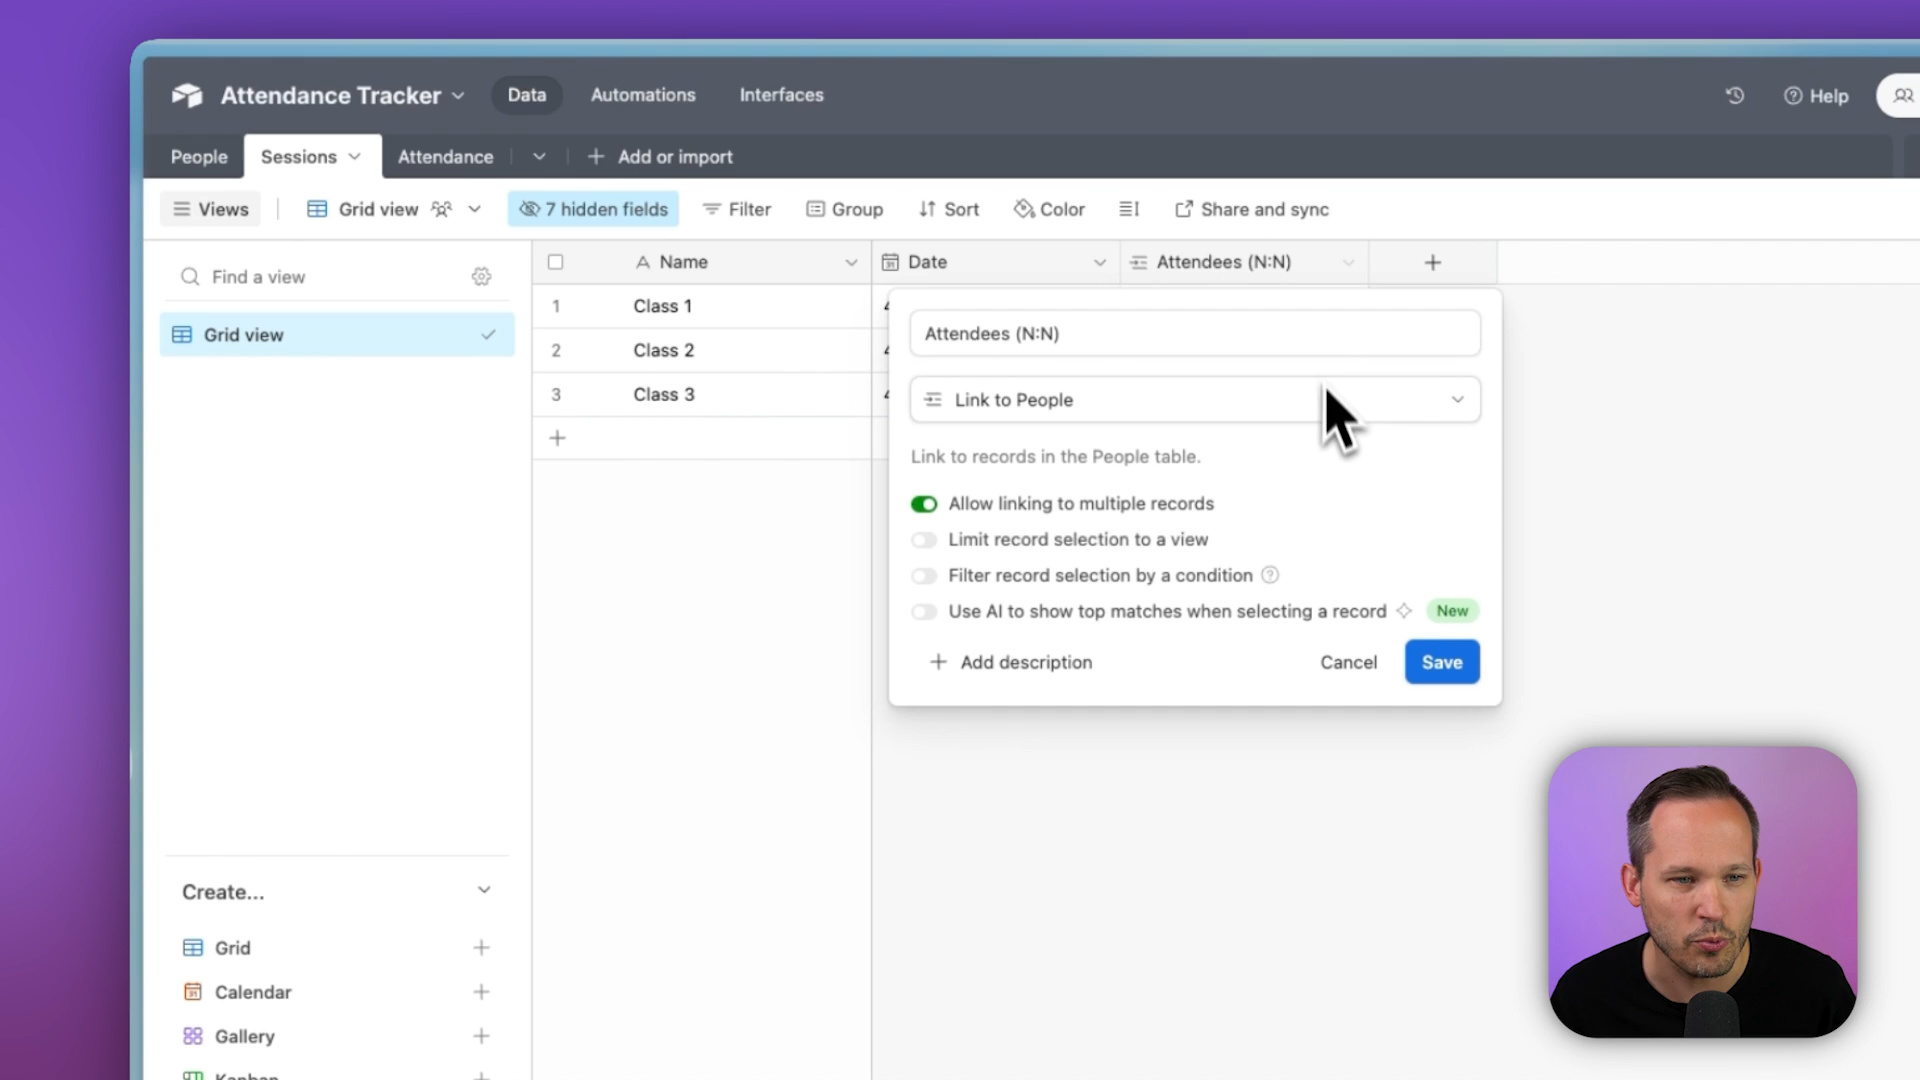 Attendance Tracker
Data
Automations
Interfaces
Help
People
Sessions
Attendance
Add or import
Views
Grid view
7 hidden fields
Filter
Group
Sort
Color
Share and sync
Find a view
Grid view
Name
Date
Attendees (N:N)
1 Class 1
2 Class 2
3 Class 3
Attendees (N:N)
Link to People
Link to records in the People table.
Allow linking to multiple records
Limit record selection to a view
Filter record selection by a condition
Use AI to show top matches when selecting a record
New
Add description
Cancel
Save
Create...
Grid
Calendar
Gallery